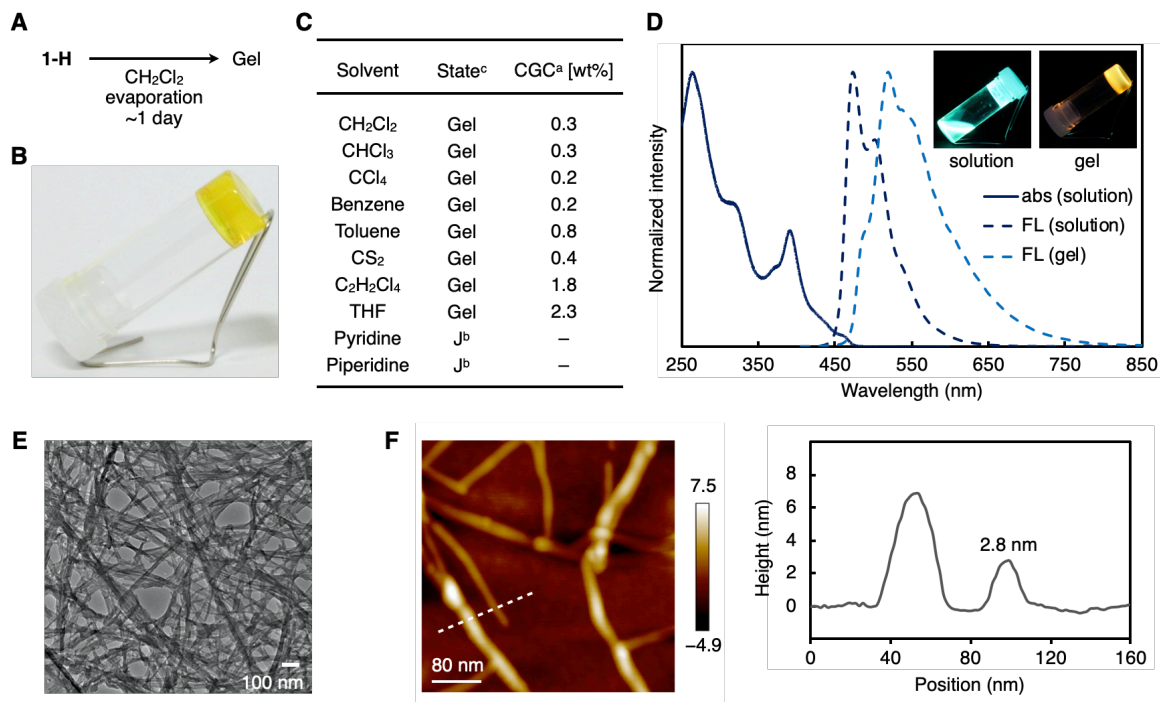 A
1-H
Gel
CH₂Cl₂
evaporation
~1 day
B
C
Solvent Stateᶜ CGCᵃ [wt%]
CH₂Cl₂ Gel 0.3
CHCl₃ Gel 0.3
CCl₄ Gel 0.2
Benzene Gel 0.2
Toluene Gel 0.8
CS₂ Gel 0.4
C₂H₂Cl₄ Gel 1.8
THF Gel 2.3
Pyridine Jᵇ –
Piperidine Jᵇ –
D
Normalized intensity
solution gel
abs (solution)
FL (solution)
FL (gel)
250 350 450 550 650 750 850
Wavelength (nm)
E
100 nm
F
80 nm
7.5
−4.9
Height (nm)
8
6
4
2
0
2.8 nm
0 40 80 120 160
Position (nm)